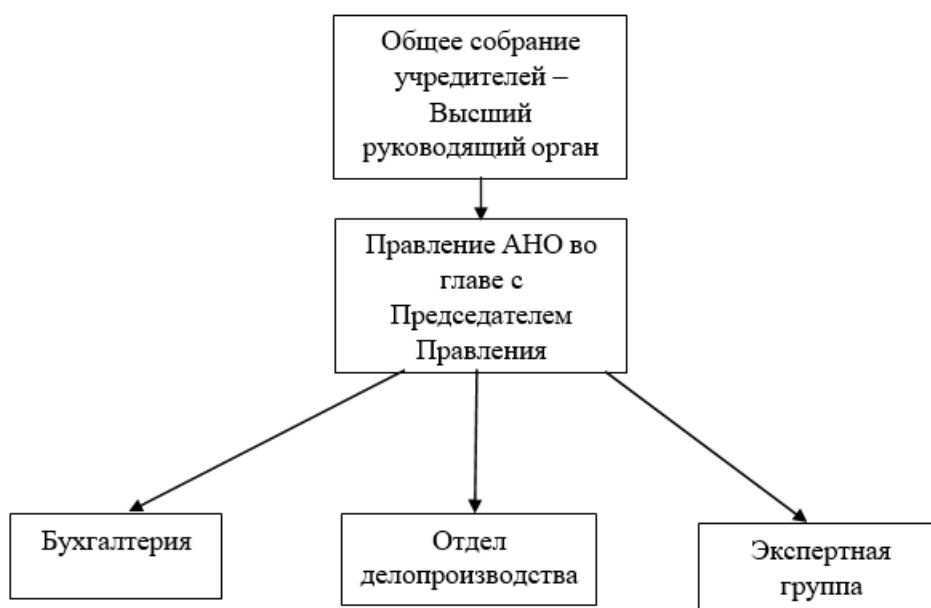 Общее собрание
учредителей –
Высший
руководящий орган
Правление АНО во
главе с
Председателем
Правления
Бухгалтерия
Отдел
делопроизводства
Экспертная
группа